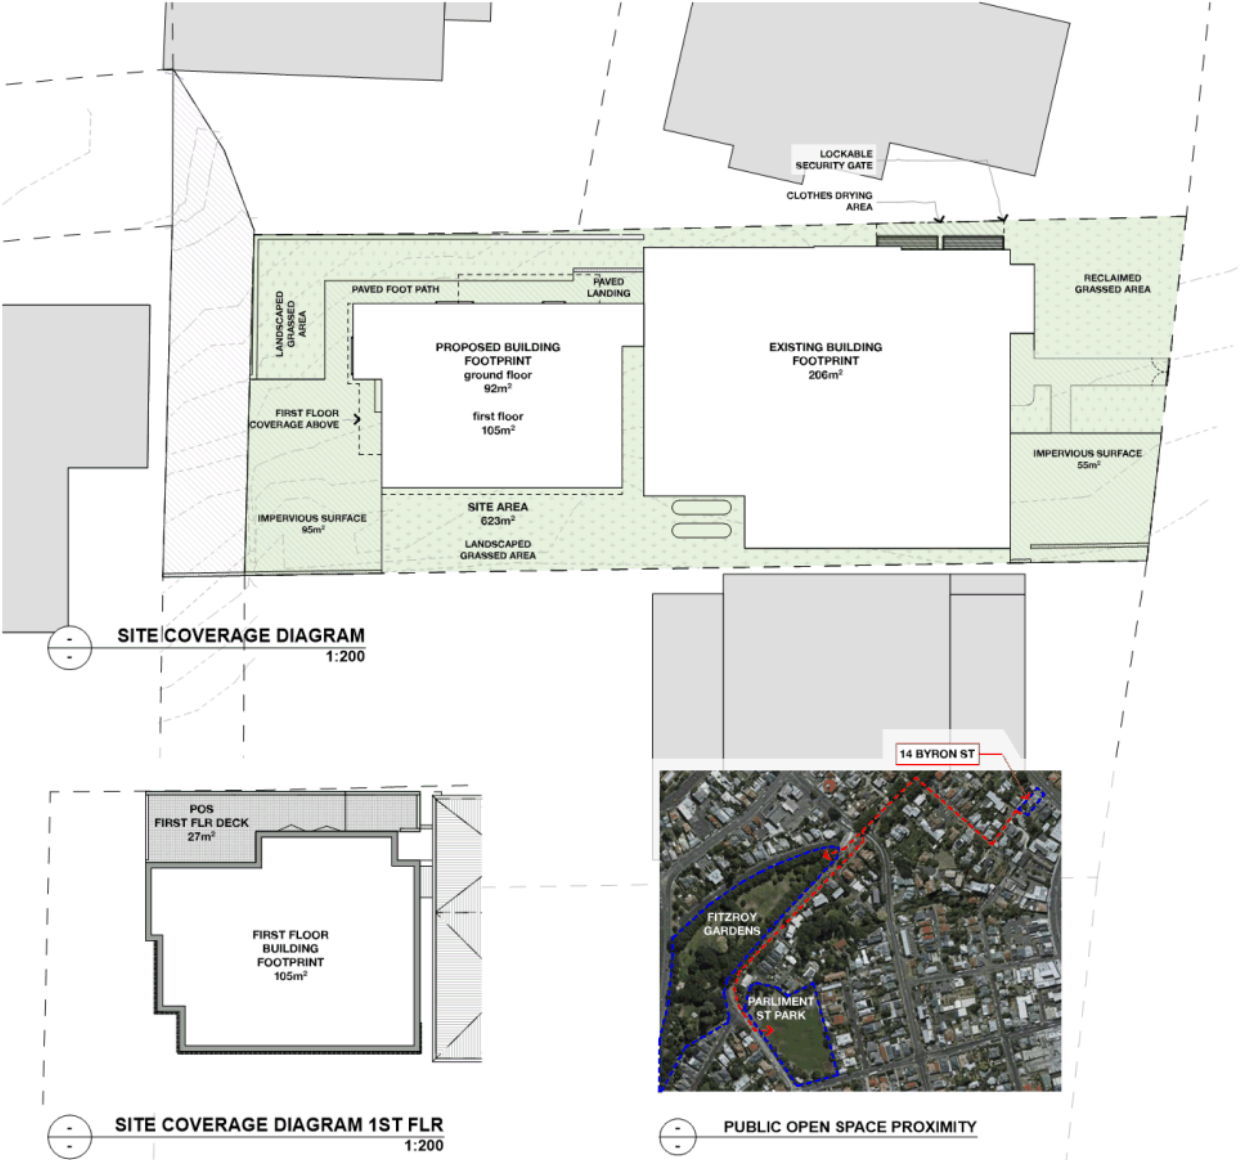 LOCKABLE
SECURITY GATE
CLOTHES DRYING
AREA
RECLAIMED
GRASSED AREA
PAVED FOOT PATH
PAVED
LANDING
LANDSCAPED
GRASSED
AREA
PROPOSED BUILDING
FOOTPRINT
ground floor
92m²
first floor
105m²
EXISTING BUILDING
FOOTPRINT
206m²
FIRST FLOOR
COVERAGE ABOVE
IMPERVIOUS SURFACE
55m²
IMPERVIOUS SURFACE
95m²
SITE AREA
623m²
LANDSCAPED
GRASSED AREA
-
-
SITE COVERAGE DIAGRAM
1:200
14 BYRON ST
POS
FIRST FLR DECK
27m²
FIRST FLOOR
BUILDING
FOOTPRINT
105m²
FITZROY
GARDENS
PARLIMENT
ST PARK
-
-
SITE COVERAGE DIAGRAM 1ST FLR
1:200
-
-
PUBLIC OPEN SPACE PROXIMITY